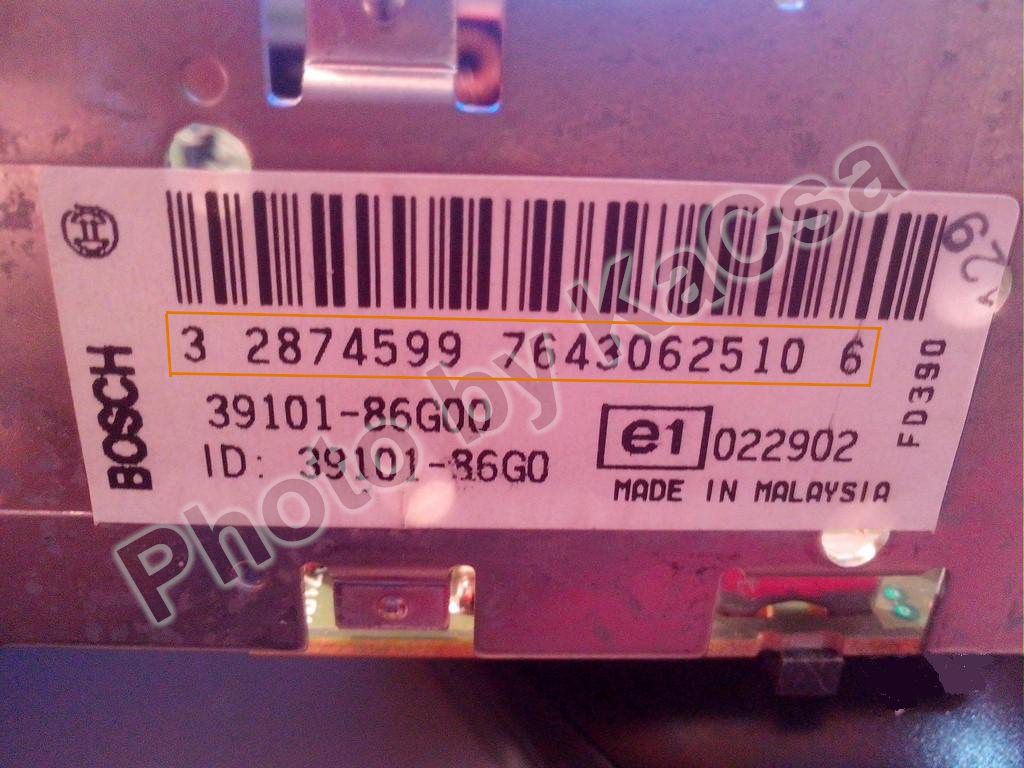 3 2874599 7643062510 6
39101-86G00
ID: 39101-86G0
e1 022902
MADE IN MALAYSIA
BOSCH
FD390
29
Photo by KaCsa